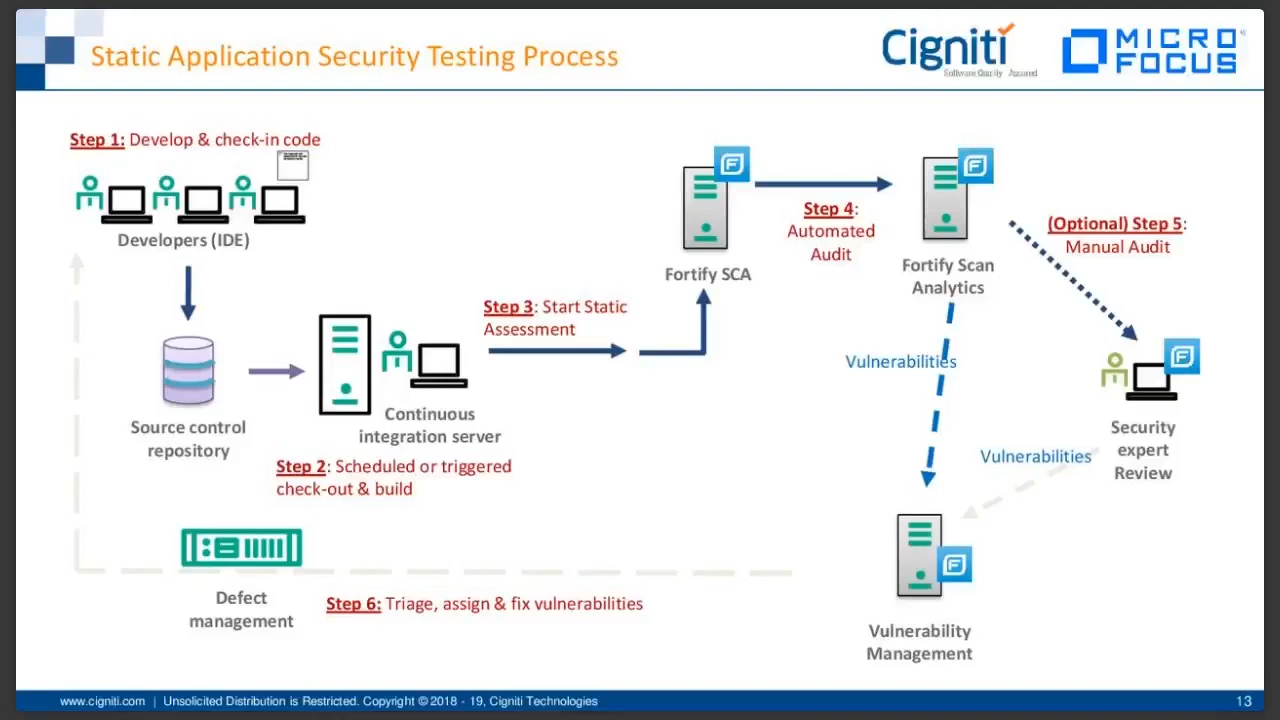 Static Application Security Testing Process
Cigniti
Software Quality Assured
MICRO
FOCUS
Step 1: Develop & check-in code
Developers (IDE)
Source control
repository
Continuous
integration server
Step 2: Scheduled or triggered
check-out & build
Step 3: Start Static
Assessment
Fortify SCA
Step 4:
Automated
Audit
Fortify Scan
Analytics
(Optional) Step 5:
Manual Audit
Vulnerabilities
Security
expert
Review
Vulnerabilities
Vulnerability
Management
Defect
management
Step 6: Triage, assign & fix vulnerabilities
www.cigniti.com | Unsolicited Distribution is Restricted. Copyright © 2018 - 19, Cigniti Technologies
13